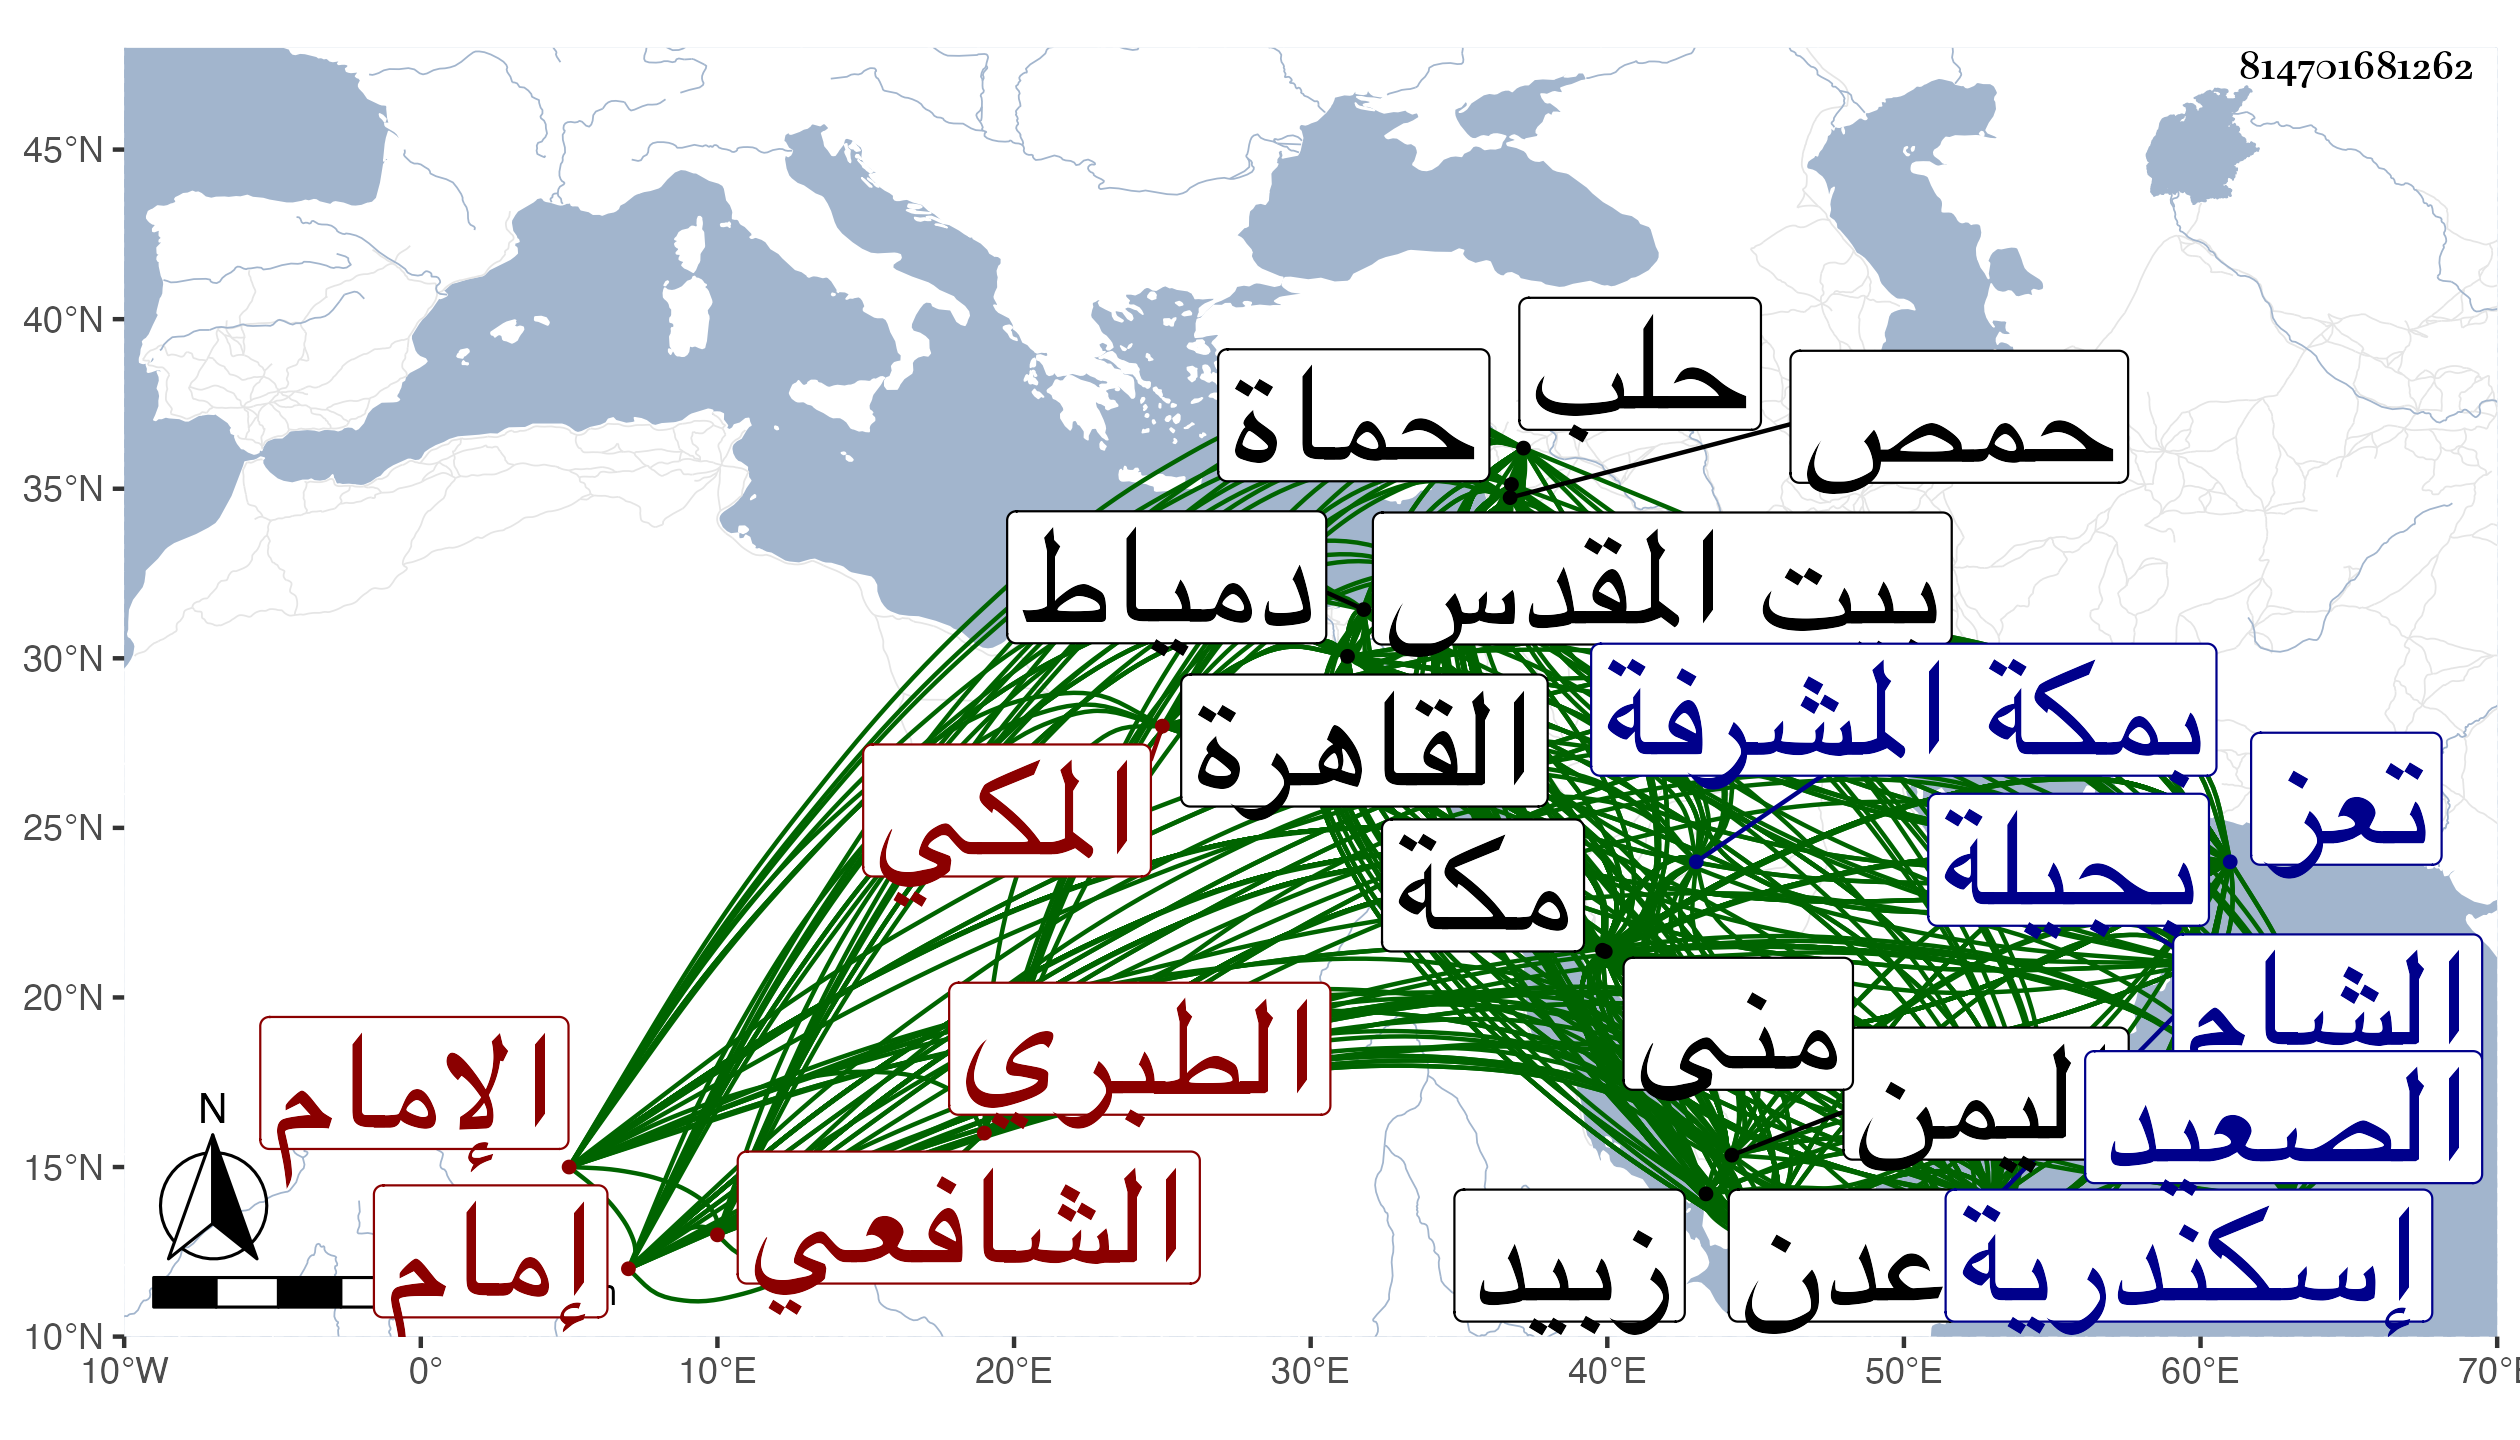 814701681262
45°N
40°N
35°N
30°N
25°N
20°N
15°N
10°N
10°W
0°
10°E
20°E
30°E
40°E
50°E
60°E
70°E
حلب
حماة
حمص
دمياط
بيت المقدس
بمكة المشرفة
القاهرة
تعز
المكي
بجيلة
مكة
الشام
منى
الطبري
الإمام
ليمن
الصعيد
N
الشافعي
إمام
زبيد
عدن
إسكندرية